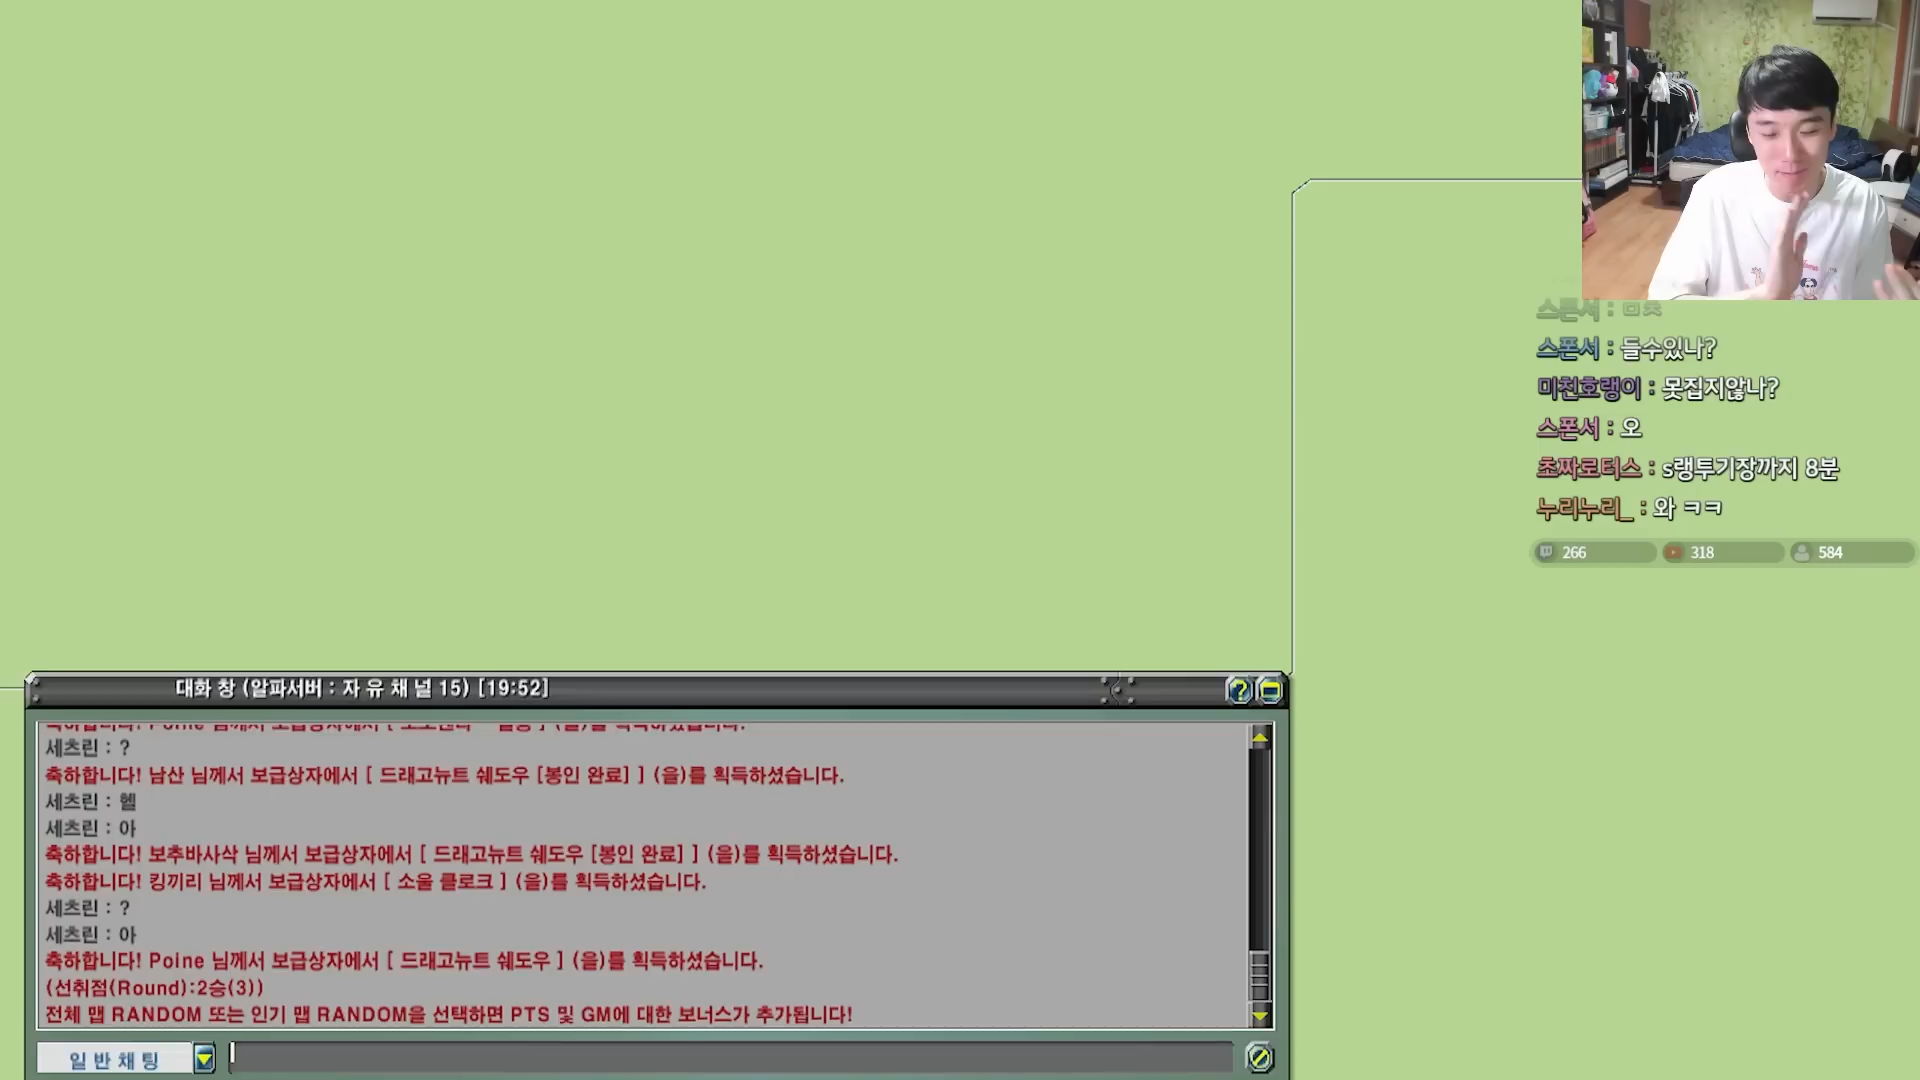 스폰서 : ㅁㅊ
스폰서 : 들수있나?
미친호랭이 : 못집지않나?
스폰서 : 오
초짜로터스 : s랭투기장까지 8분
누리누리_ : 와 ㅋㅋ
266 318 584
대화 창 (알파서버 : 자 유 채 널 15) [19:52]
세츠린 : ?
축하합니다! 남산 님께서 보급상자에서 [ 드래고뉴트 쉐도우 [봉인 완료] ] (을)를 획득하셨습니다.
세츠린 : 헬
세츠린 : 아
축하합니다! 보추바사삭 님께서 보급상자에서 [ 드래고뉴트 쉐도우 [봉인 완료] ] (을)를 획득하셨습니다.
축하합니다! 킹끼리 님께서 보급상자에서 [ 소울 클로크 ] (을)를 획득하셨습니다.
세츠린 : ?
세츠린 : 아
축하합니다! Poine 님께서 보급상자에서 [ 드래고뉴트 쉐도우 ] (을)를 획득하셨습니다.
(선취점(Round):2승(3))
전체 맵 RANDOM 또는 인기 맵 RANDOM을 선택하면 PTS 및 GM에 대한 보너스가 추가됩니다!
일 반 채 팅